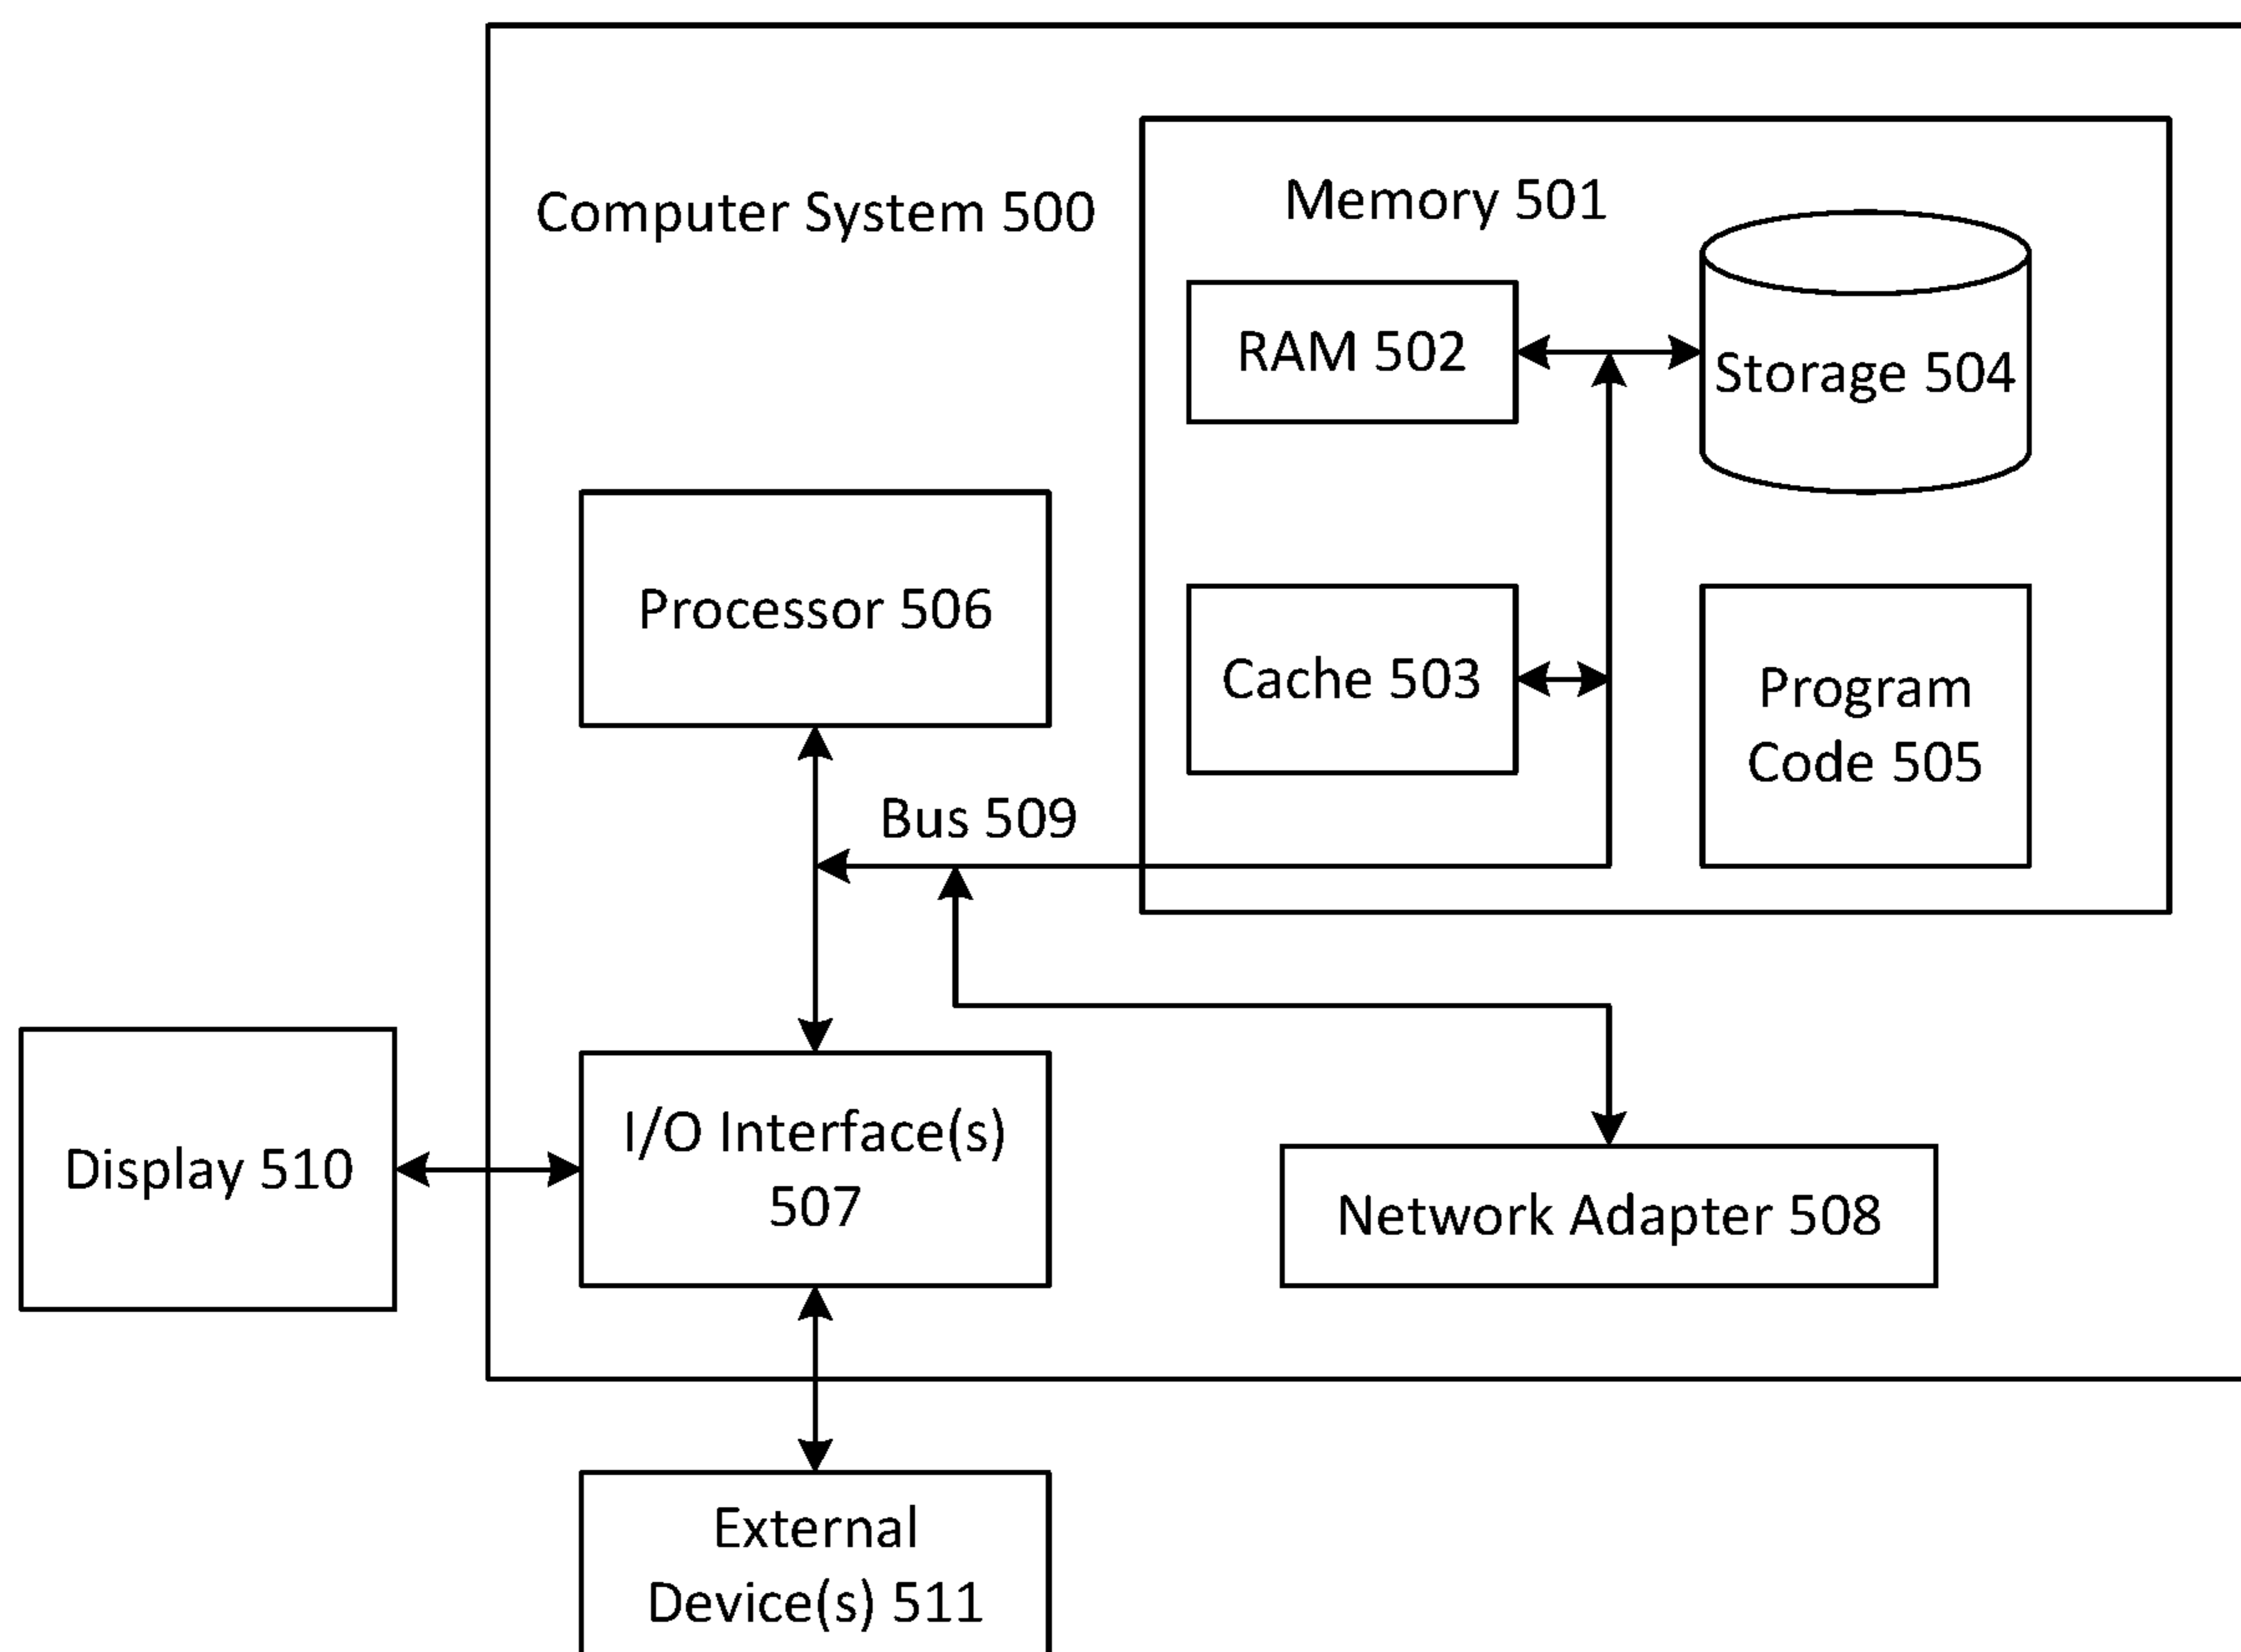 Computer System 500
Memory 501
RAM 502
Storage 504
Processor 506
Cache 503
Program
Code 505
Bus 509
Display 510
I/O Interface(s)
507
Network Adapter 508
External
Device(s) 511